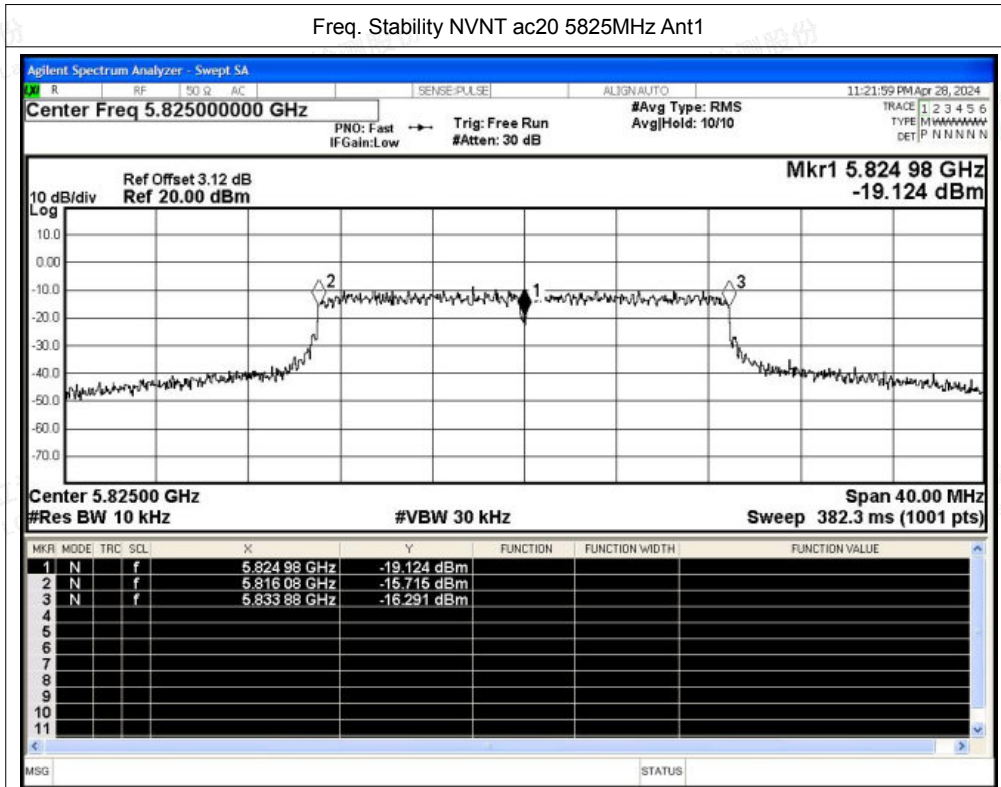 Freq. Stability NVNT ac20 5825MHz Ant1
Agilent Spectrum Analyzer - Swept SA
LXI R RF 50 Ω AC SENSE:PULSE ALIGNAUTO 11:21:59 PM Apr 28, 2024
Center Freq 5.825000000 GHz #Avg Type: RMS TRACE 1 2 3 4 5 6
PNO: Fast Trig: Free Run Avg|Hold: 10/10 TYPE MWWWWW
IFGain:Low #Atten: 30 dB DET P N N N N N
Mkr1 5.824 98 GHz
Ref Offset 3.12 dB
10 dB/div Ref 20.00 dBm -19.124 dBm
Log
10.0
0.00
-10.0
2 1 3
-20.0
-30.0
-40.0
-50.0
-60.0
-70.0
Center 5.82500 GHz Span 40.00 MHz
#Res BW 10 kHz #VBW 30 kHz Sweep 382.3 ms (1001 pts)
MKR MODE TRC SCL X Y FUNCTION FUNCTION WIDTH FUNCTION VALUE
1 N f 5.824 98 GHz -19.124 dBm
2 N f 5.816 08 GHz -15.715 dBm
3 N f 5.833 88 GHz -16.291 dBm
4
5
6
7
8
9
10
11
MSG STATUS